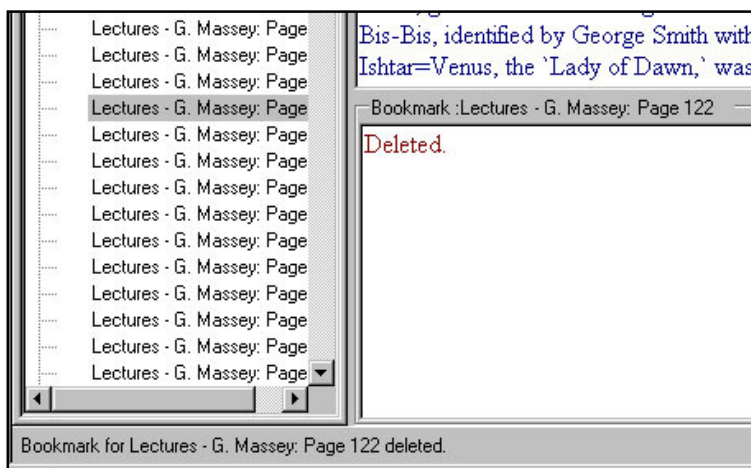 Lectures - G. Massey: Page
Lectures - G. Massey: Page
Lectures - G. Massey: Page
Lectures - G. Massey: Page
Lectures - G. Massey: Page
Lectures - G. Massey: Page
Lectures - G. Massey: Page
Lectures - G. Massey: Page
Lectures - G. Massey: Page
Lectures - G. Massey: Page
Lectures - G. Massey: Page
Lectures - G. Massey: Page
Lectures - G. Massey: Page
Lectures - G. Massey: Page
Bis-Bis, identified by George Smith with
Ishtar=Venus, the `Lady of Dawn,` was
Bookmark :Lectures - G. Massey: Page 122
Deleted.
Bookmark for Lectures - G. Massey: Page 122 deleted.